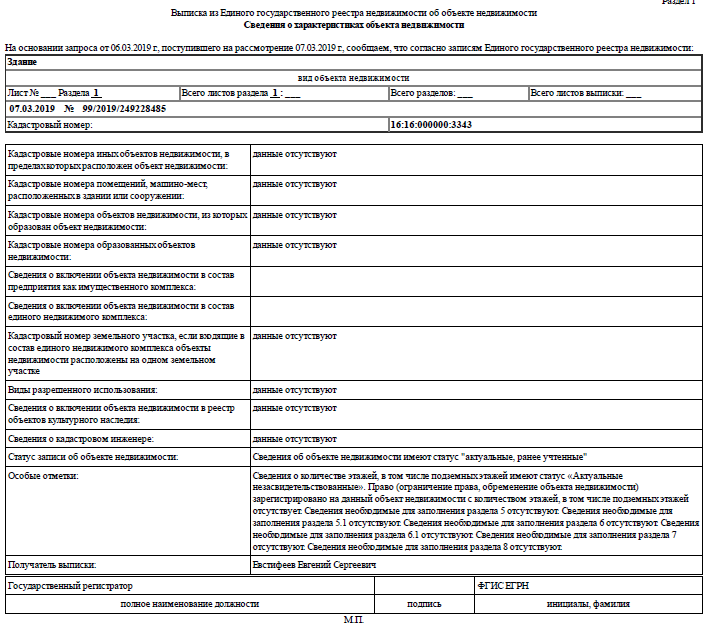 Раздел 1
Выписка из Единого государственного реестра недвижимости об объекте недвижимости
Сведения о характеристиках объекта недвижимости
На основании запроса от 06.03.2019 г., поступившего на рассмотрение 07.03.2019 г., сообщаем, что согласно записям Единого государственного реестра недвижимости:
Здание
вид объекта недвижимости
Лист № ___ Раздела 1 Всего листов раздела 1 : ___ Всего разделов: ___ Всего листов выписки: ___
07.03.2019 № 99/2019/249228485
Кадастровый номер: 16:16:000000:3343
Кадастровые номера иных объектов недвижимости, в данные отсутствуют
пределах которых расположен объект недвижимости:
Кадастровые номера помещений, машино-мест, данные отсутствуют
расположенных в здании или сооружении:
Кадастровые номера объектов недвижимости, из которых данные отсутствуют
образован объект недвижимости:
Кадастровые номера образованных объектов данные отсутствуют
недвижимости:
Сведения о включении объекта недвижимости в состав
предприятия как имущественного комплекса:
Сведения о включении объекта недвижимости в состав
единого недвижимого комплекса:
Кадастровый номер земельного участка, если входящие в данные отсутствуют
состав единого недвижимого комплекса объекты
недвижимости расположены на одном земельном
участке
Виды разрешенного использования: данные отсутствуют
Сведения о включении объекта недвижимости в реестр данные отсутствуют
объектов культурного наследия:
Сведения о кадастровом инженере: данные отсутствуют
Статус записи об объекте недвижимости: Сведения об объекте недвижимости имеют статус "актуальные, ранее учтенные"
Особые отметки: Сведения о количестве этажей, в том числе подземных этажей имеют статус «Актуальные
незасвидетельствованные». Право (ограничение права, обременение объекта недвижимости)
зарегистрировано на данный объект недвижимости с количеством этажей, в том числе подземных этажей
отсутствует. Сведения необходимые для заполнения раздела 5 отсутствуют. Сведения необходимые для
заполнения раздела 5.1 отсутствуют. Сведения необходимые для заполнения раздела 6 отсутствуют. Сведения
необходимые для заполнения раздела 6.1 отсутствуют. Сведения необходимые для заполнения раздела 7
отсутствуют. Сведения необходимые для заполнения раздела 8 отсутствуют.
Получатель выписки: Евстифеев Евгений Сергеевич
Государственный регистратор ФГИС ЕГРН
полное наименование должности подпись инициалы, фамилия
М.П.